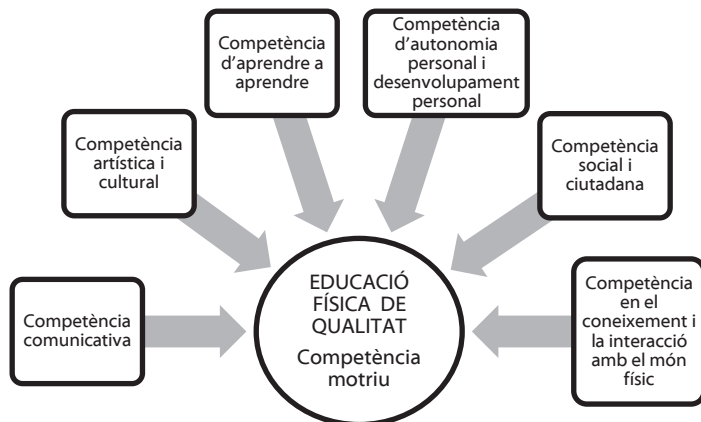 Competència
comunicativa
Competència
artística i
cultural
Competència
d'aprendre a
aprendre
Competència
d'autonomia
personal i
desenvolupament
personal
Competència
social i
ciutadana
Competència
en el
coneixement i
la interacció
amb el món
físic
EDUCACIÓ
FÍSICA DE
QUALITAT
Competència
motriu